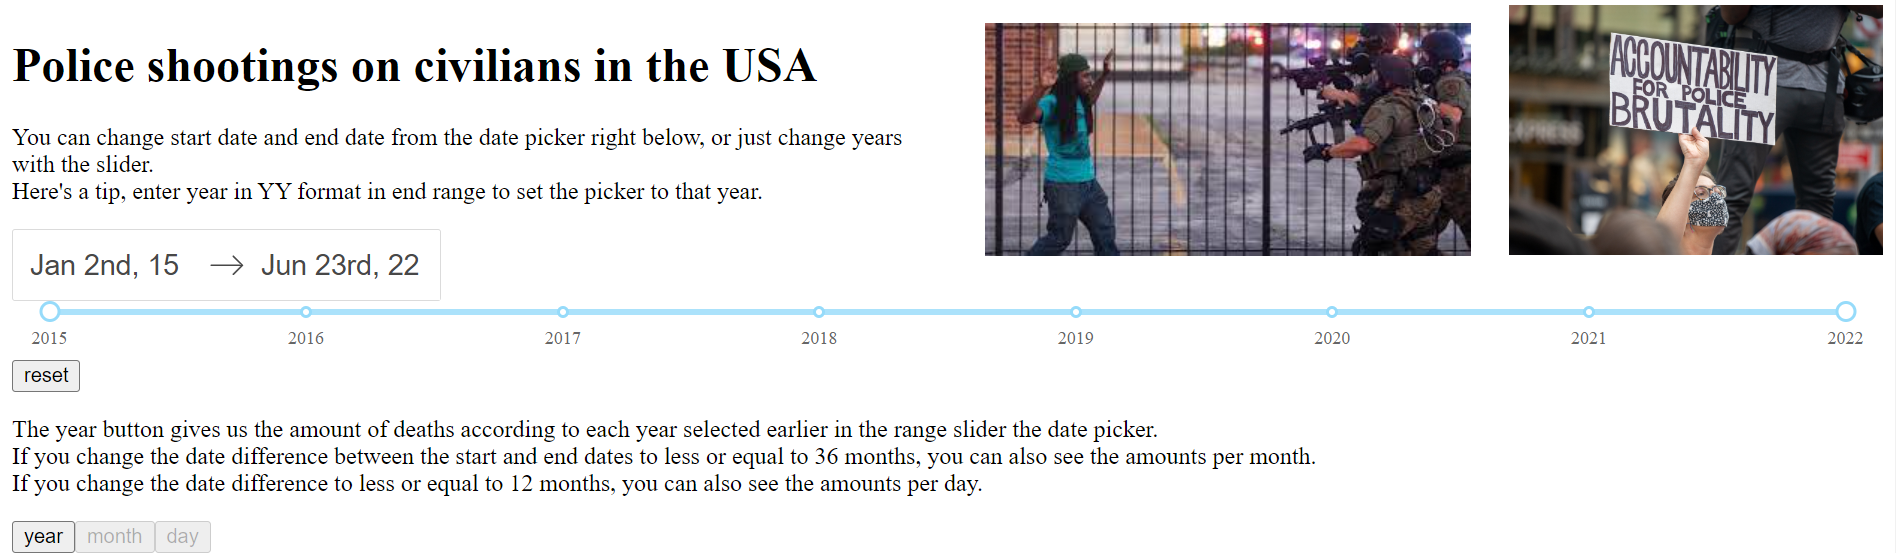 Police shootings on civilians in the USA
You can change start date and end date from the date picker right below, or just change years
with the slider.
Here's a tip, enter year in YY format in end range to set the picker to that year.
ACCOUNTABILITY
FOR POLICE
BRUTALITY
Jan 2nd, 15 → Jun 23rd, 22
2015 2016 2017 2018 2019 2020 2021 2022
reset
The year button gives us the amount of deaths according to each year selected earlier in the range slider the date picker.
If you change the date difference between the start and end dates to less or equal to 36 months, you can also see the amounts per month.
If you change the date difference to less or equal to 12 months, you can also see the amounts per day.
year month day